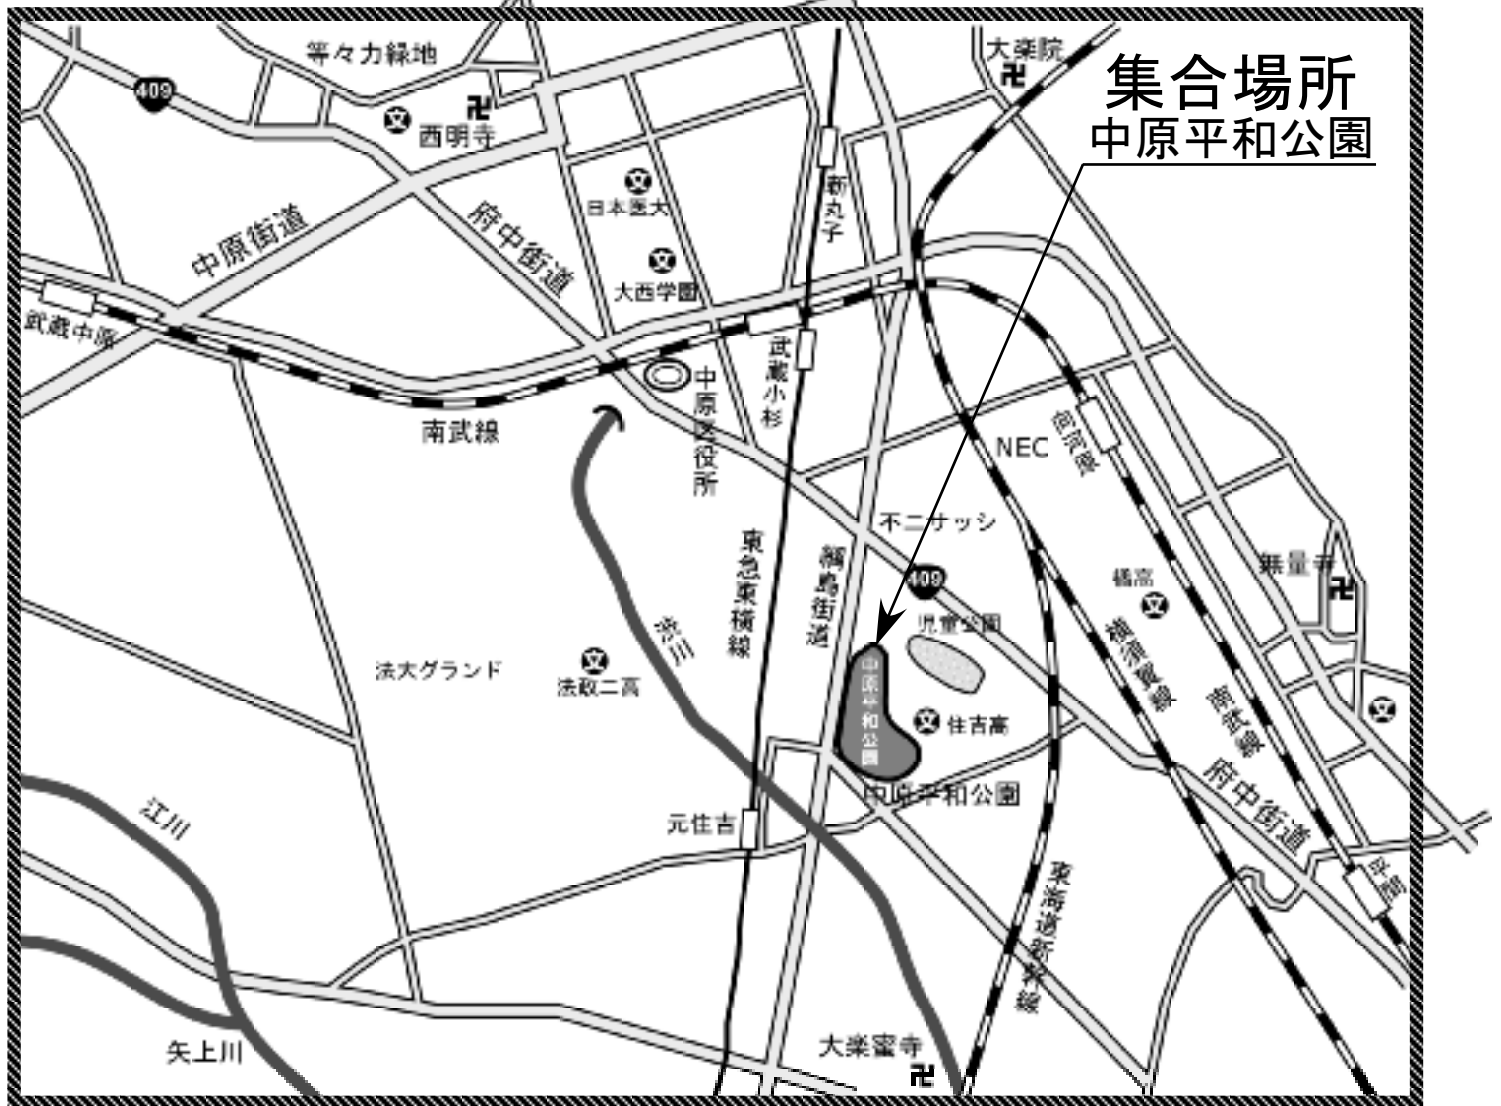 等々力緑地
大楽院
集合場所
中原平和公園
409
文
西明寺
文
日本医大
新丸子
中原街道
府中街道
文
大西学園
武蔵中原
武蔵小杉
中原区役所
南武線
NEC
不二サッシ
東急東横線
綱島街道
409
無量寺
橘高
文
児童公園
渋川
横須賀線
法大グランド
文
法政二高
中原平和公園
文
住吉高
南武線
文
中原平和公園
府中街道
江川
元住吉
平間
東海道新幹線
矢上川
大楽寺